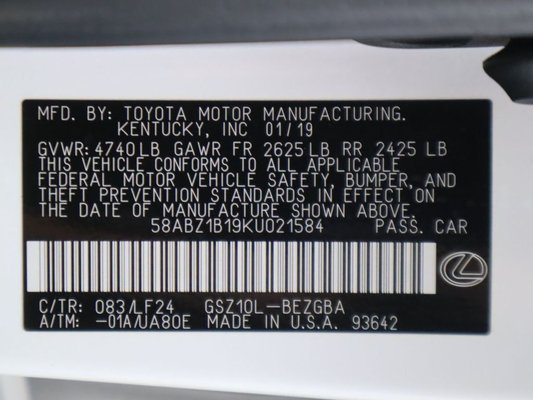 MFD. BY: TOYOTA MOTOR MANUFACTURING.
KENTUCKY, INC 01/19
GVWR: 4740LB GAWR FR 2625LB RR 2425 LB
THIS VEHICLE CONFORMS TO ALL APPLICABLE
FEDERAL MOTOR VEHICLE SAFETY, BUMPER, AND
THEFT PREVENTION STANDARDS IN EFFECT ON
THE DATE OF MANUFACTURE SHOWN ABOVE.
58ABZ1B19KU021584 PASS. CAR
C/TR: 083/LF24 GSZ10L-BEZGBA
A/TM: -01A/UA80E MADE IN U.S.A. 93642